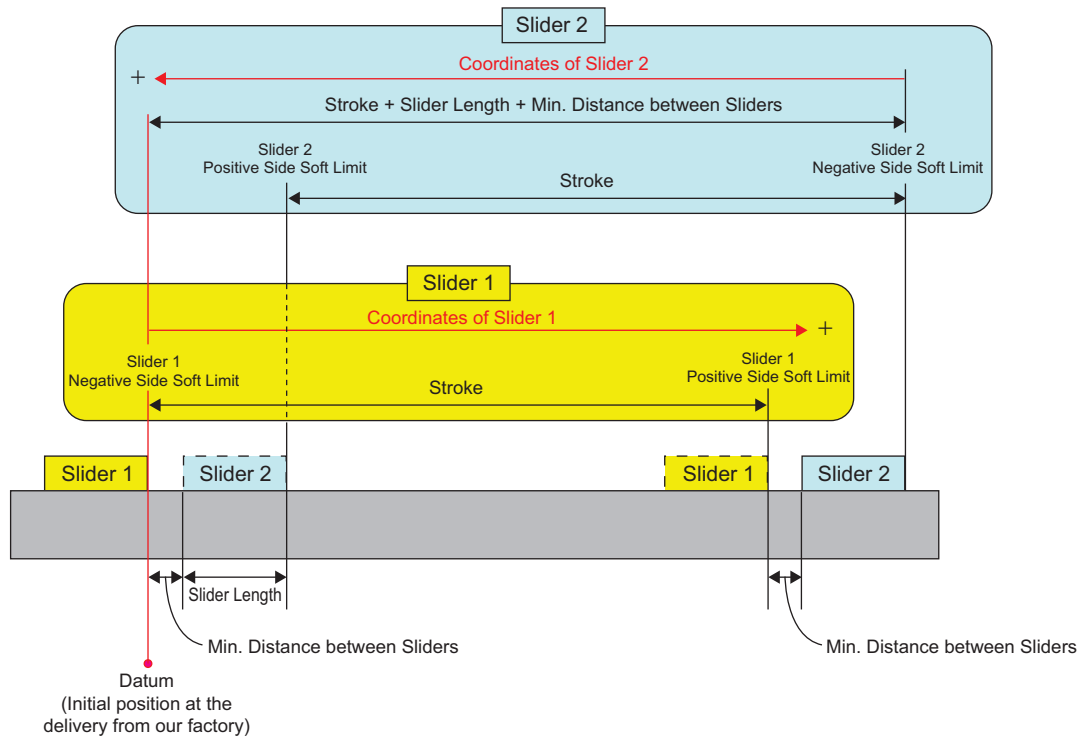 Slider 2
Coordinates of Slider 2
+
Stroke + Slider Length + Min. Distance between Sliders
Slider 2
Positive Side Soft Limit
Slider 2
Negative Side Soft Limit
Stroke
Slider 1
Coordinates of Slider 1
+
Slider 1
Negative Side Soft Limit
Slider 1
Positive Side Soft Limit
Stroke
Slider 1
Slider 2
Slider 1
Slider 2
Slider Length
Min. Distance between Sliders
Min. Distance between Sliders
Datum
(Initial position at the
delivery from our factory)